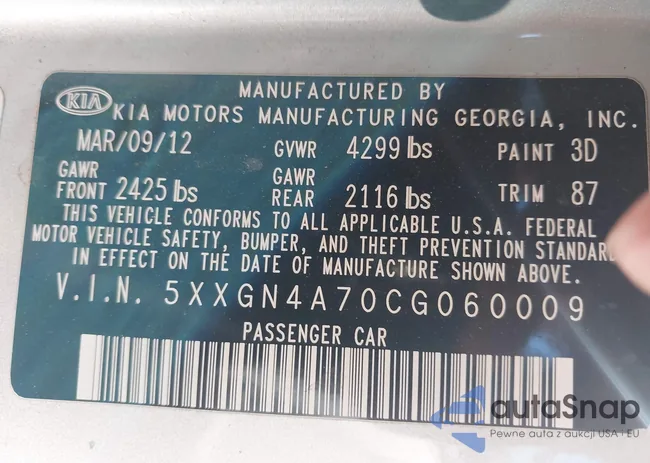 MANUFACTURED BY
KIA KIA MOTORS MANUFACTURING GEORGIA, INC.
MAR/09/12 GVWR 4299 lbs PAINT 3D
GAWR FRONT 2425 lbs GAWR REAR 2116 lbs TRIM 87
THIS VEHICLE CONFORMS TO ALL APPLICABLE U.S.A. FEDERAL
MOTOR VEHICLE SAFETY, BUMPER, AND THEFT PREVENTION STANDARD
IN EFFECT ON THE DATE OF MANUFACTURE SHOWN ABOVE.
V.I.N. 5XXGN4A70CG060009
PASSENGER CAR
autaSnap
Pewne auta z aukcji USA i EU